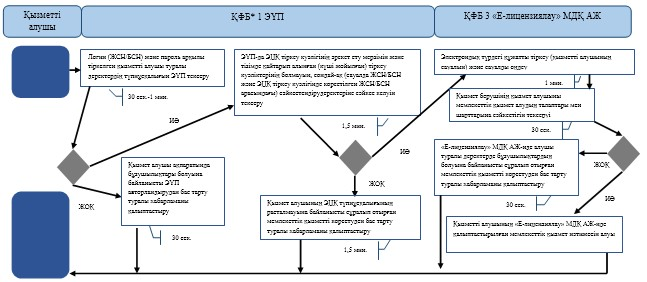 Қызметті
алушы
ҚФБ* 1 ЭҮП
ҚФБ 3 «Е-лицензиялау» МДҚ АЖ
Логин (ЖСН/БСН) және пароль арқылы
тіркелген қызметті алушы туралы
деректердің түпнұсқалығын ЭҮП тексеру
30 сек.-1 мин.
ЭҮП-да ЭЦҚ тіркеу куәлігінің әрекет ету мерзімін және
тізімде қайтарып алынған (күші жойылған) тіркеу
куәліктерінің болмауын, сондай-ақ (сауалда ЖСН/БСН
және ЭЦҚ тіркеу куәлігінде көрсетілген ЖСН/БСН
арасындағы) сәйкестендіру деректеріне сәйкес келуін
тексеру
1,5 мин.
Электрондық түрдегі құжатты тіркеу (қызметті алушының
сауалын) және сауалды өңдеу
1 мин.
Қызмет берушінің қызмет алушыны
мемлекеттік қызмет алудың талаптары мен
шарттарына сәйкестігін тексеруі
30 сек.
ИӘ
ИӘ
ЖОҚ
ЖОҚ
ЖОҚ
ИӘ
Қызмет алушы ақпаратында
бұзушылықтары болуына
байланысты ЭҮП
авторландырудан бас тарту
туралы хабарламаны
қалыптастыру
30 сек.
Қызмет алушының ЭЦҚ түпнұсқалығының
расталмауына байланысты сұралып отырған
мемлекеттік қызметті көрсетуден бас тарту
туралы хабарламаны қалыптастыру
1,5 мин.
«Е-лицензиялау» МДҚ АЖ-нде алушы
туралы деректерде бұзушылықтардың
болуына байланысты сұралып отырған
мемлекеттік қызметті көрсетуден бас тарту
туралы хабарламаны қалыптастыру
30 сек.
Қызметті алушының «Е-лицензиялау» МДҚ АЖ-нде
қалыптастырылған мемлекеттік қызмет нәтижесін алуы